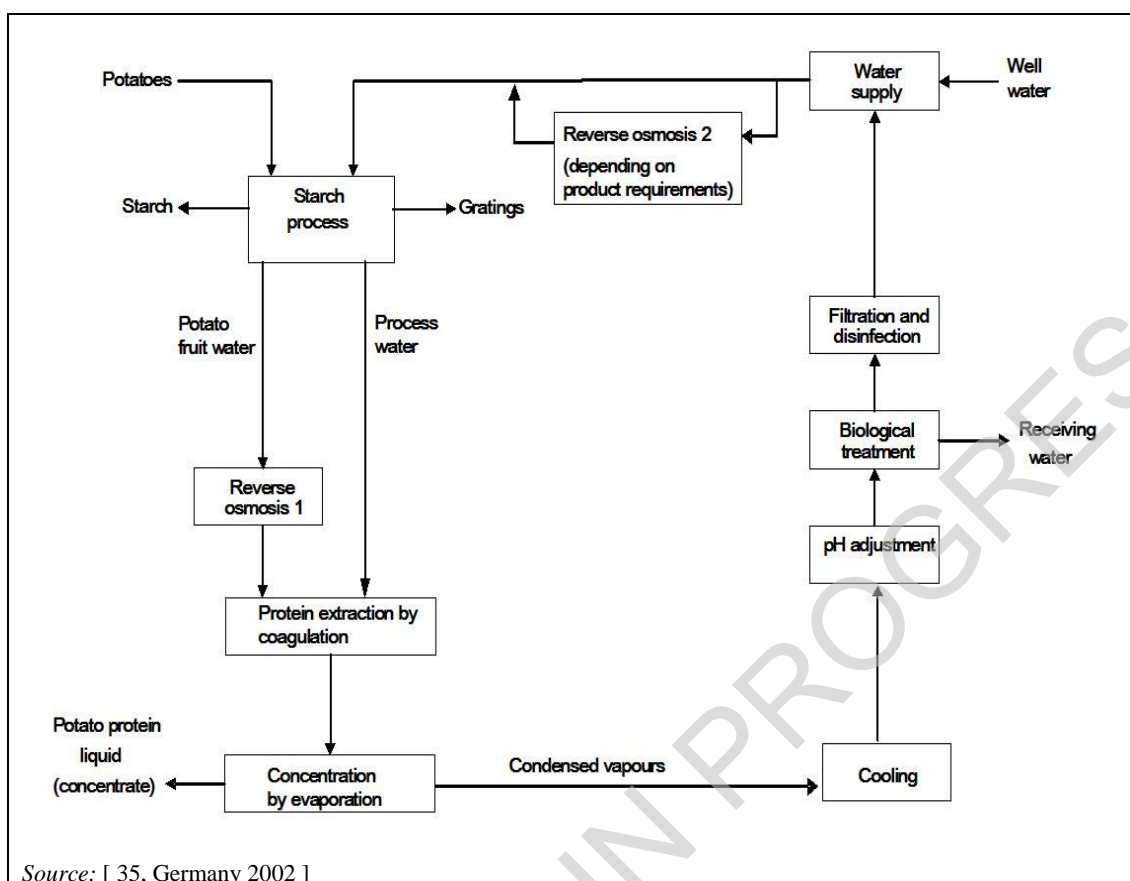 Potatoes
Water
supply
Well
water
Reverse osmosis 2
(depending on
product requirements)
Starch
Starch
process
Gratings
Potato
fruit water
Process
water
Filtration and
disinfection
Biological
treatment
Receiving
water
Reverse
osmosis 1
pH adjustment
Protein extraction by
coagulation
Potato protein
liquid
(concentrate)
Concentration
by evaporation
Condensed vapours
Cooling
IN PROGRES
Source: [ 35, Germany 2002 ]